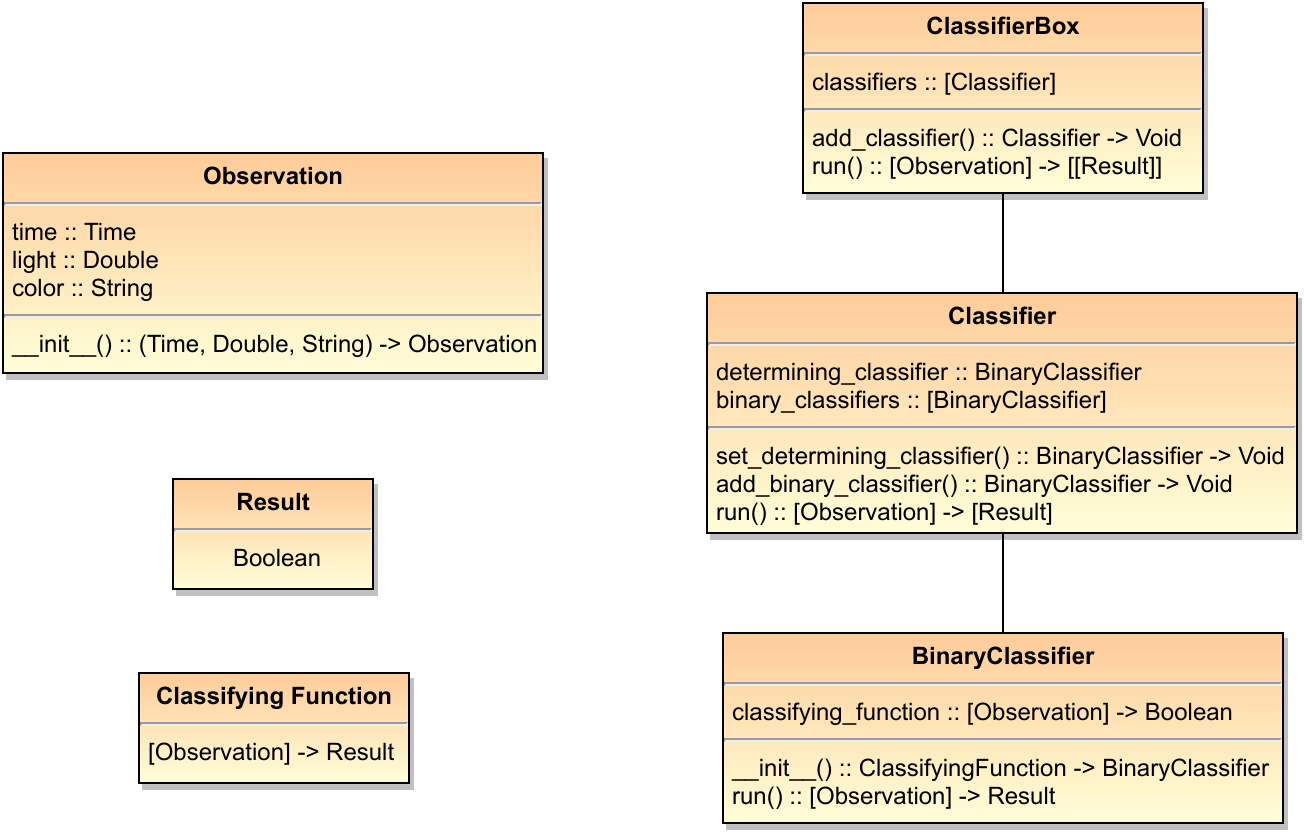 ClassifierBox
classifiers :: [Classifier]
add_classifier() :: Classifier -> Void
run() :: [Observation] -> [[Result]]
Observation
time :: Time
light :: Double
color :: String
__init__() :: (Time, Double, String) -> Observation
Classifier
determining_classifier :: BinaryClassifier
binary_classifiers :: [BinaryClassifier]
set_determining_classifier() :: BinaryClassifier -> Void
add_binary_classifier() :: BinaryClassifier -> Void
run() :: [Observation] -> [Result]
Result
Boolean
Classifying Function
[Observation] -> Result
BinaryClassifier
classifying_function :: [Observation] -> Boolean
__init__() :: ClassifyingFunction -> BinaryClassifier
run() :: [Observation] -> Result